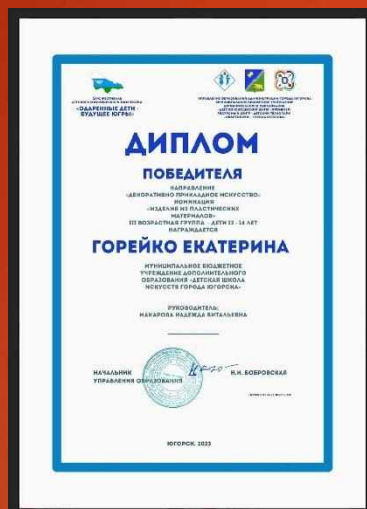 «ОДАРЕННЫЕ ДЕТИ -
БУДУЩЕЕ ЮГРЫ»
ДИПЛОМ
ПОБЕДИТЕЛЯ
НАПРАВЛЕНИЕ
«ДЕКОРАТИВНО ПРИКЛАДНОЕ ИСКУССТВО»
НОМИНАЦИЯ
«ИЗДЕЛИЯ ИЗ ПЛАСТИЧЕСКИХ
МАТЕРИАЛОВ»
III ВОЗРАСТНАЯ ГРУППА - ДЕТИ 12 - 14 ЛЕТ
НАГРАЖДАЕТСЯ
ГОРЕЙКО ЕКАТЕРИНА
МУНИЦИПАЛЬНОЕ БЮДЖЕТНОЕ
УЧРЕЖДЕНИЕ ДОПОЛНИТЕЛЬНОГО
ОБРАЗОВАНИЯ «ДЕТСКАЯ ШКОЛА
ИСКУССТВ ГОРОДА ЮГОРСКА»
РУКОВОДИТЕЛЬ:
МАКАРОВА НАДЕЖДА ВИТАЛЬЕВНА
НАЧАЛЬНИК
УПРАВЛЕНИЯ ОБРАЗОВАНИЯ
Н.И. БОБРОВСКАЯ
ЮГОРСК, 2023